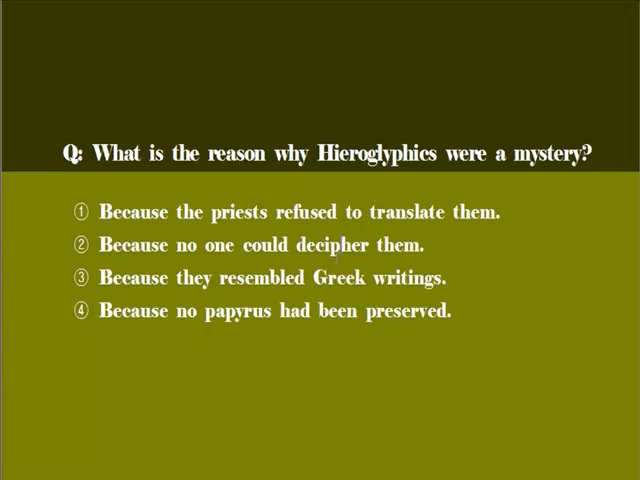 Q: What is the reason why Hieroglyphics were a mystery?
① Because the priests refused to translate them.
② Because no one could decipher them.
③ Because they resembled Greek writings.
④ Because no papyrus had been preserved.